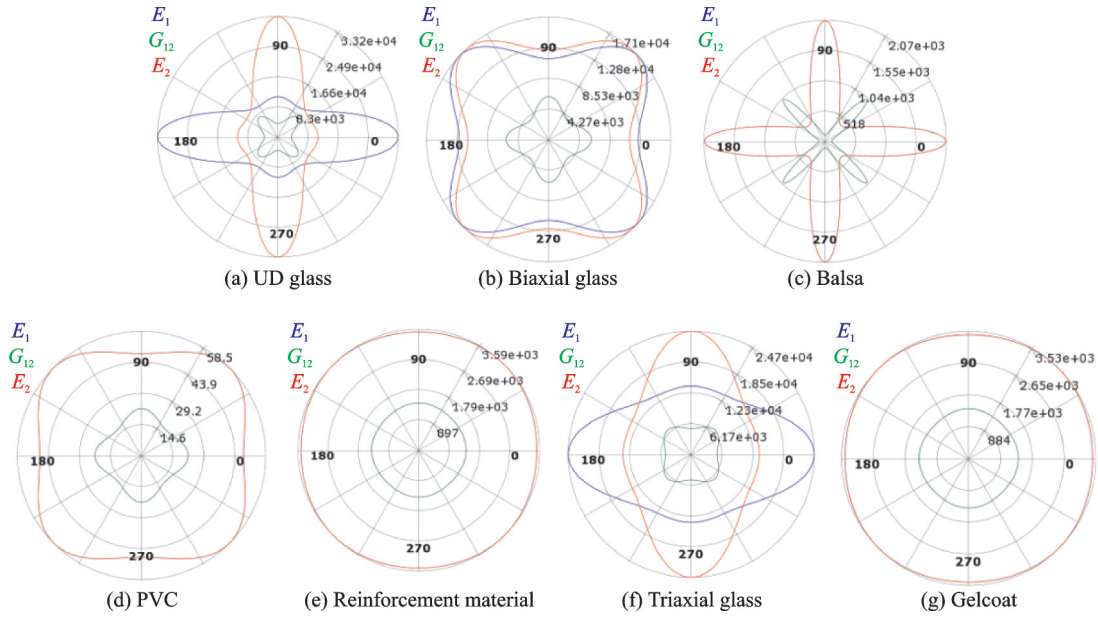 E1
G12
E2
90
180
0
270
3.32e+04
2.49e+04
1.66e+04
8.3e+03
(a) UD glass
E1
G12
E2
90
180
0
270
1.71e+04
1.28e+04
8.53e+03
4.27e+03
(b) Biaxial glass
E1
G12
E2
90
180
0
270
2.07e+03
1.55e+03
1.04e+03
518
(c) Balsa
E1
G12
E2
90
180
0
270
58.5
43.9
29.2
14.6
(d) PVC
E1
G12
E2
90
180
0
270
3.59e+03
2.69e+03
1.79e+03
897
(e) Reinforcement material
E1
G12
E2
90
180
0
270
2.47e+04
1.85e+04
1.23e+04
6.17e+03
(f) Triaxial glass
E1
G12
E2
90
180
0
270
3.53e+03
2.65e+03
1.77e+03
884
(g) Gelcoat